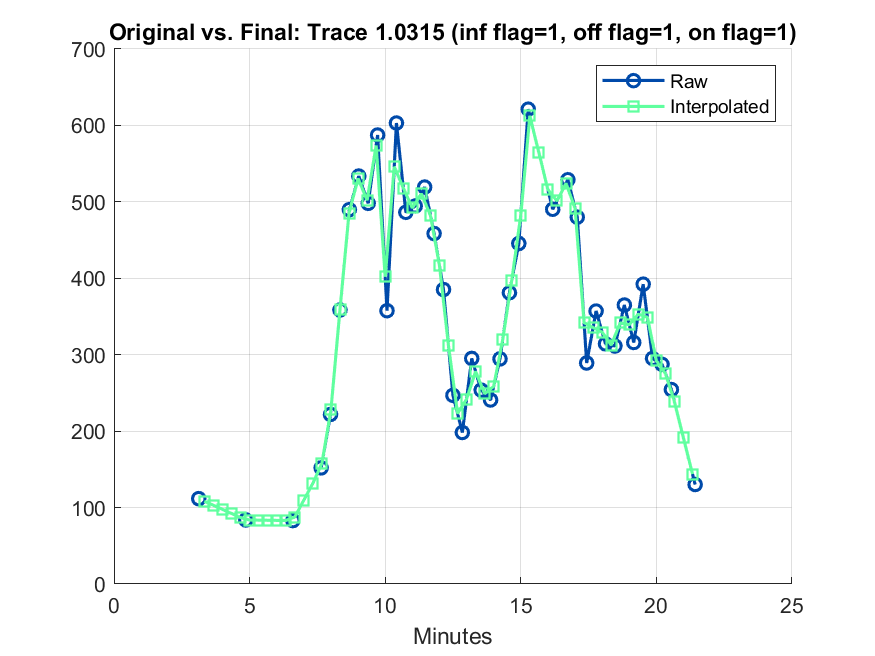 Original vs. Final: Trace 1.0315 (inf flag=1, off flag=1, on flag=1)
700
600
500
400
300
200
100
0
Raw
Interpolated
0 5 10 15 20 25
Minutes